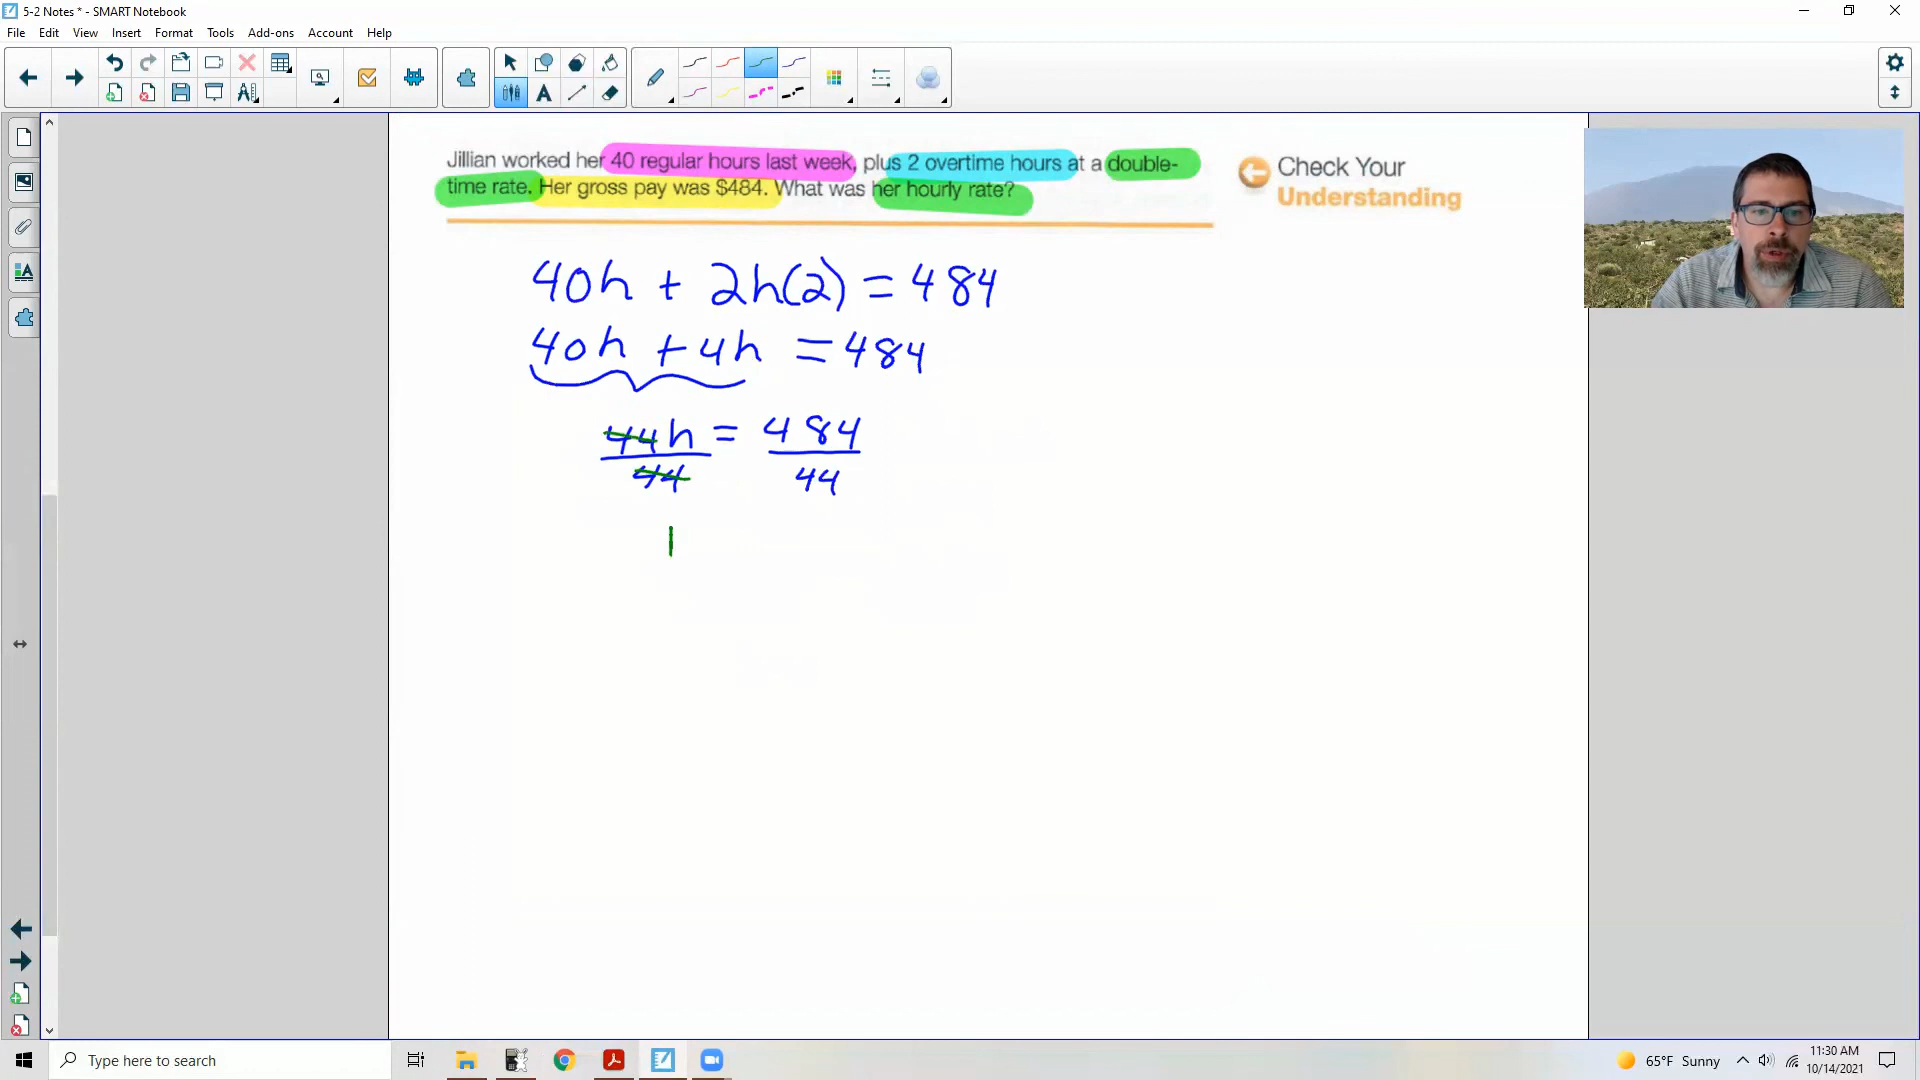 5-2 Notes * - SMART Notebook
File Edit View Insert Format Tools Add-ons Account Help
Jillian worked her 40 regular hours last week, plus 2 overtime hours at a double-
time rate. Her gross pay was $484. What was her hourly rate?
Check Your
Understanding
40h + 2h(2) = 484
40h + 4h = 484
44h = 484
44 44
Type here to search
65°F Sunny
11:30 AM
10/14/2021